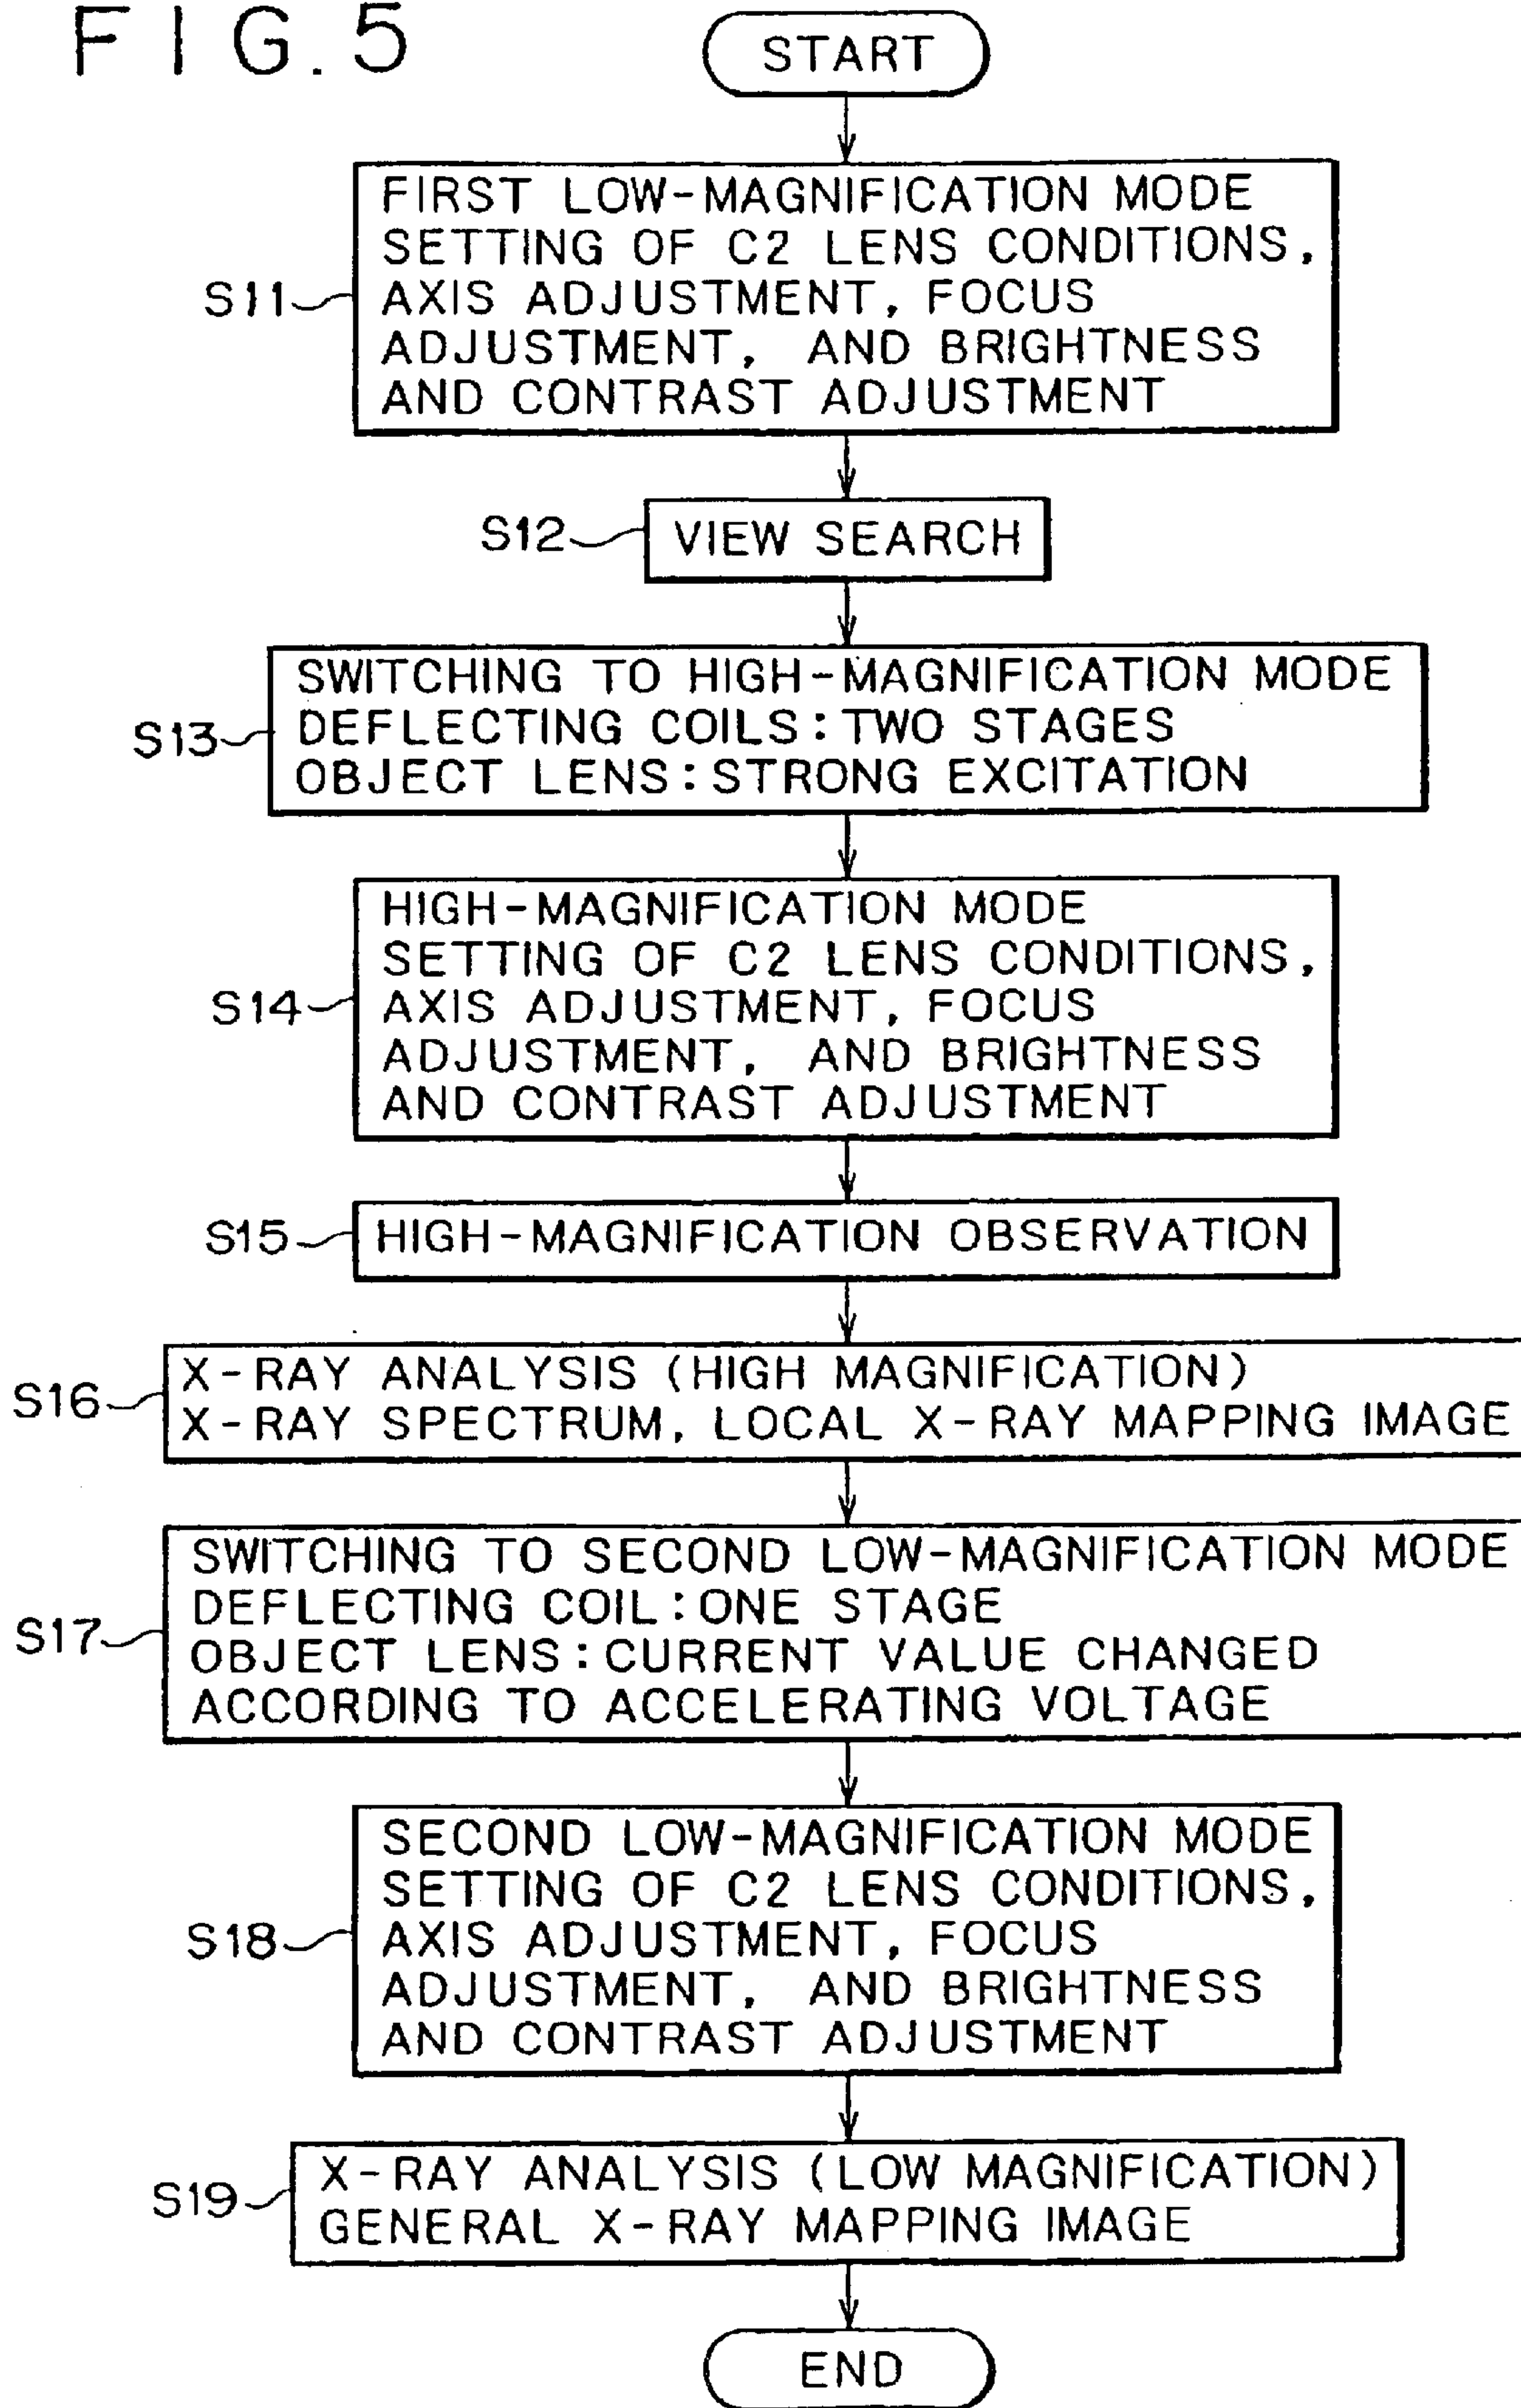 FIG.5
START
S11
FIRST LOW-MAGNIFICATION MODE
SETTING OF C2 LENS CONDITIONS,
AXIS ADJUSTMENT, FOCUS
ADJUSTMENT, AND BRIGHTNESS
AND CONTRAST ADJUSTMENT
S12
VIEW SEARCH
S13
SWITCHING TO HIGH-MAGNIFICATION MODE
DEFLECTING COILS:TWO STAGES
OBJECT LENS:STRONG EXCITATION
S14
HIGH-MAGNIFICATION MODE
SETTING OF C2 LENS CONDITIONS,
AXIS ADJUSTMENT, FOCUS
ADJUSTMENT, AND BRIGHTNESS
AND CONTRAST ADJUSTMENT
S15
HIGH-MAGNIFICATION OBSERVATION
S16
X-RAY ANALYSIS (HIGH MAGNIFICATION)
X-RAY SPECTRUM, LOCAL X-RAY MAPPING IMAGE
S17
SWITCHING TO SECOND LOW-MAGNIFICATION MODE
DEFLECTING COIL:ONE STAGE
OBJECT LENS:CURRENT VALUE CHANGED
ACCORDING TO ACCELERATING VOLTAGE
S18
SECOND LOW-MAGNIFICATION MODE
SETTING OF C2 LENS CONDITIONS,
AXIS ADJUSTMENT, FOCUS
ADJUSTMENT, AND BRIGHTNESS
AND CONTRAST ADJUSTMENT
S19
X-RAY ANALYSIS (LOW MAGNIFICATION)
GENERAL X-RAY MAPPING IMAGE
END